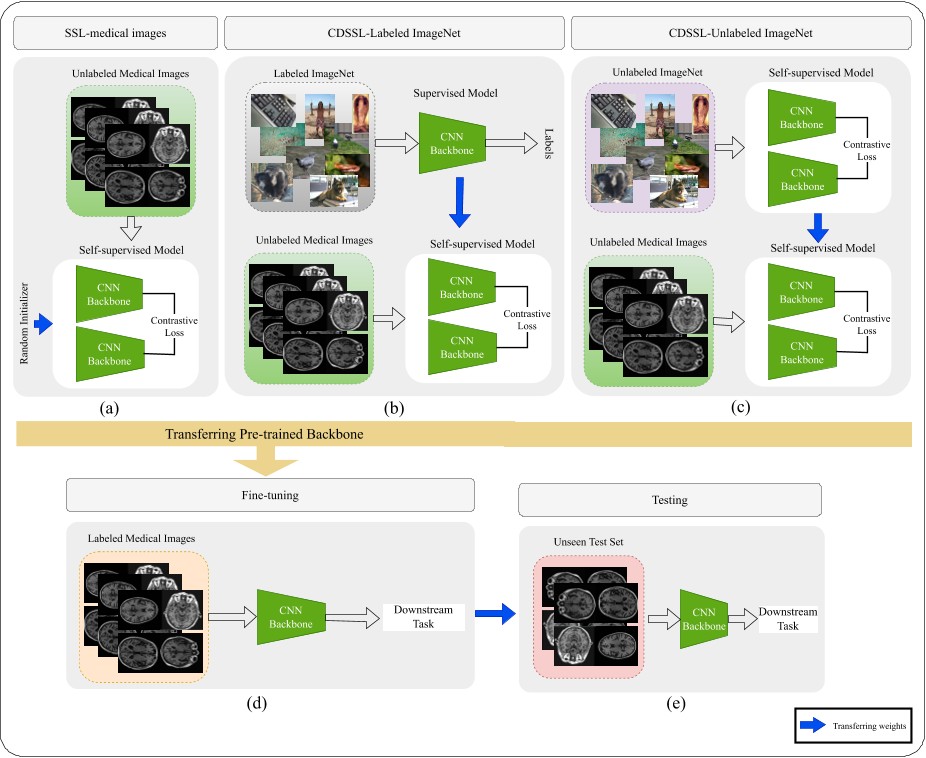 SSL-medical images
CDSSL-Labeled ImageNet
CDSSL-Unlabeled ImageNet
Unlabeled Medical Images
Self-supervised Model
Random Initializer
CNN
Backbone
CNN
Backbone
Contrastive
Loss
(a)
Labeled ImageNet
Supervised Model
CNN
Backbone
Labels
Unlabeled Medical Images
Self-supervised Model
CNN
Backbone
CNN
Backbone
Contrastive
Loss
(b)
Unlabeled ImageNet
Self-supervised Model
CNN
Backbone
CNN
Backbone
Contrastive
Loss
Unlabeled Medical Images
Self-supervised Model
CNN
Backbone
CNN
Backbone
Contrastive
Loss
(c)
Transferring Pre-trained Backbone
Fine-tuning
Labeled Medical Images
CNN
Backbone
Downstream
Task
(d)
Testing
Unseen Test Set
CNN
Backbone
Downstream
Task
(e)
Transferring weights